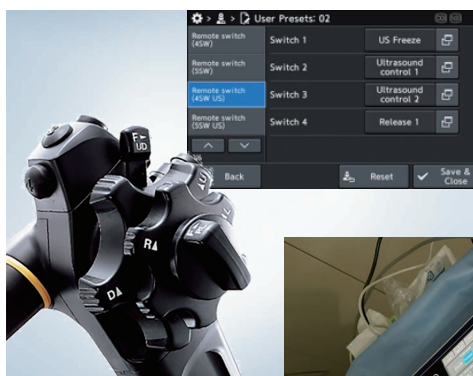 > > User Presets: 02
Remote switch
(4SW)
Switch 1
US Freeze
Remote switch
(5SW)
Switch 2
Ultrasound
control 1
Remote switch
(4SW US)
Switch 3
Ultrasound
control 2
Remote switch
(5SW US)
Switch 4
Release 1
Back
Reset
Save &
Close
F▶
UD
▲U
R▲
D▲